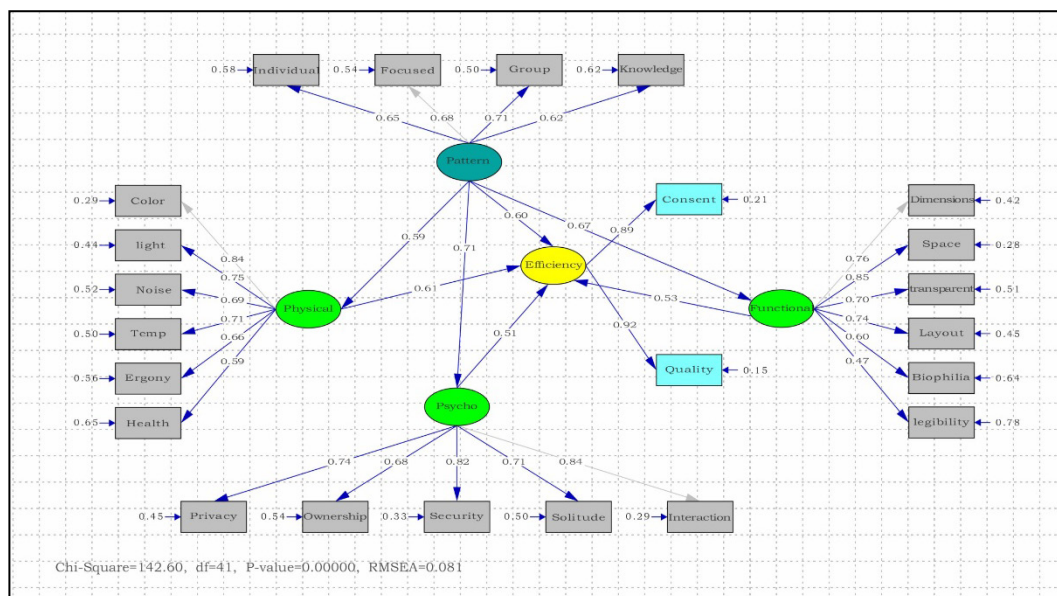 0.58 Individual 0.54 Focused 0.50 Group 0.62 Knowledge
0.65 0.68 0.71 0.62
Pattern
0.29 Color
0.44 light
0.52 Noise
0.50 Temp
0.56 Ergony
0.65 Health
0.84
0.75
0.69
0.71
0.66
0.59
Physical
0.59
0.71
0.60
0.67
0.61
0.51
0.53
Efficiency
0.89
0.92
Consent 0.21
Quality 0.15
Functional
0.76
0.85
0.70
0.74
0.60
0.47
Dimensions 0.42
Space 0.28
transparent 0.51
Layout 0.45
Biophilia 0.64
legibility 0.78
Psycho
0.74 0.68 0.82 0.71 0.84
0.45 Privacy 0.54 Ownership 0.33 Security 0.50 Solitude 0.29 Interaction
Chi-Square=142.60, df=41, P-value=0.00000, RMSEA=0.081